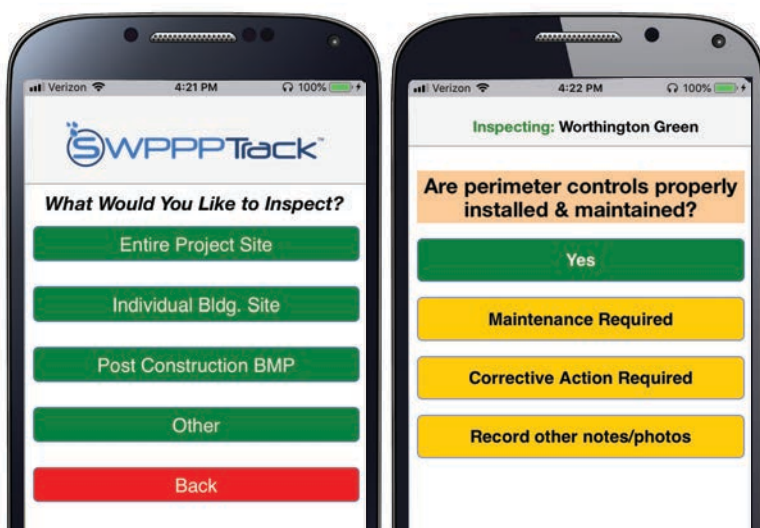 Verizon 4:21 PM 100%
SWPPPTrack™
What Would You Like to Inspect?
Entire Project Site
Individual Bldg. Site
Post Construction BMP
Other
Back
Verizon 4:22 PM 100%
Inspecting: Worthington Green
Are perimeter controls properly
installed & maintained?
Yes
Maintenance Required
Corrective Action Required
Record other notes/photos